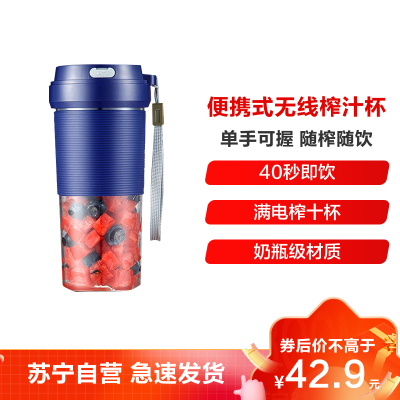 便携式无线榨汁杯
单手可握 随榨随饮
40秒即饮
满电榨十杯
奶瓶级材质
券后价不高于
¥42.9元
苏宁自营 急速发货